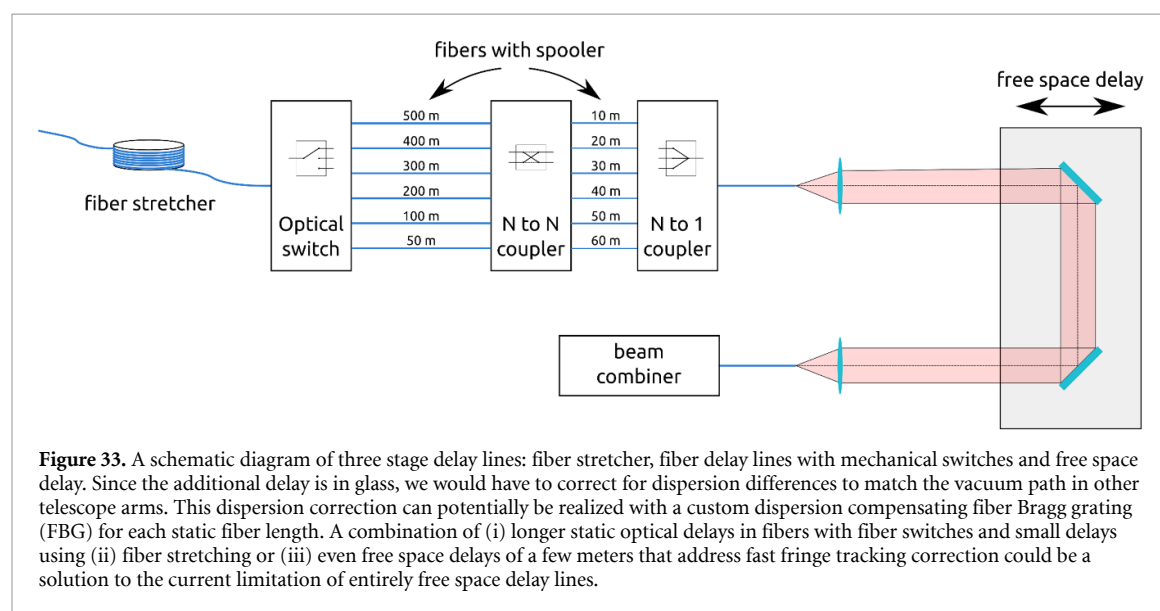 fibers with spooler
free space delay
500 m
10 m
400 m
20 m
300 m
30 m
200 m
40 m
100 m
50 m
50 m
60 m
fiber stretcher
Optical
switch
N to N
coupler
N to 1
coupler
beam
combiner
Figure 33. A schematic diagram of three stage delay lines: fiber stretcher, fiber delay lines with mechanical switches and free space
delay. Since the additional delay is in glass, we would have to correct for dispersion differences to match the vacuum path in other
telescope arms. This dispersion correction can potentially be realized with a custom dispersion compensating fiber Bragg grating
(FBG) for each static fiber length. A combination of (i) longer static optical delays in fibers with fiber switches and small delays
using (ii) fiber stretching or (iii) even free space delays of a few meters that address fast fringe tracking correction could be a
solution to the current limitation of entirely free space delay lines.